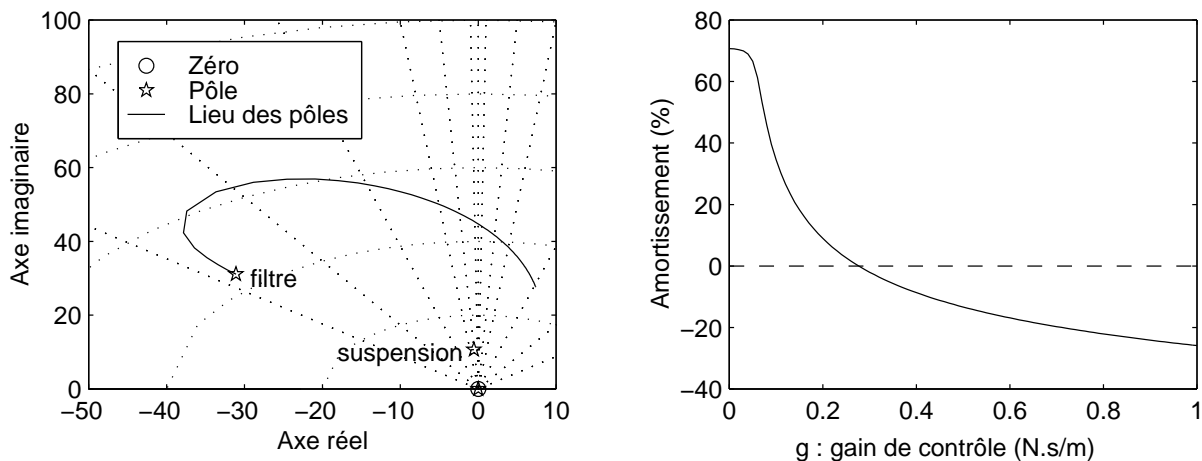 100
80
60
40
20
0
−50
−40
−30
−20
−10
0
10
Axe imaginaire
Axe réel
Zéro
Pôle
Lieu des pôles
filtre
suspension
80
60
40
20
0
−20
−40
0
0.2
0.4
0.6
0.8
1
Amortissement (%)
g : gain de contrôle (N.s/m)